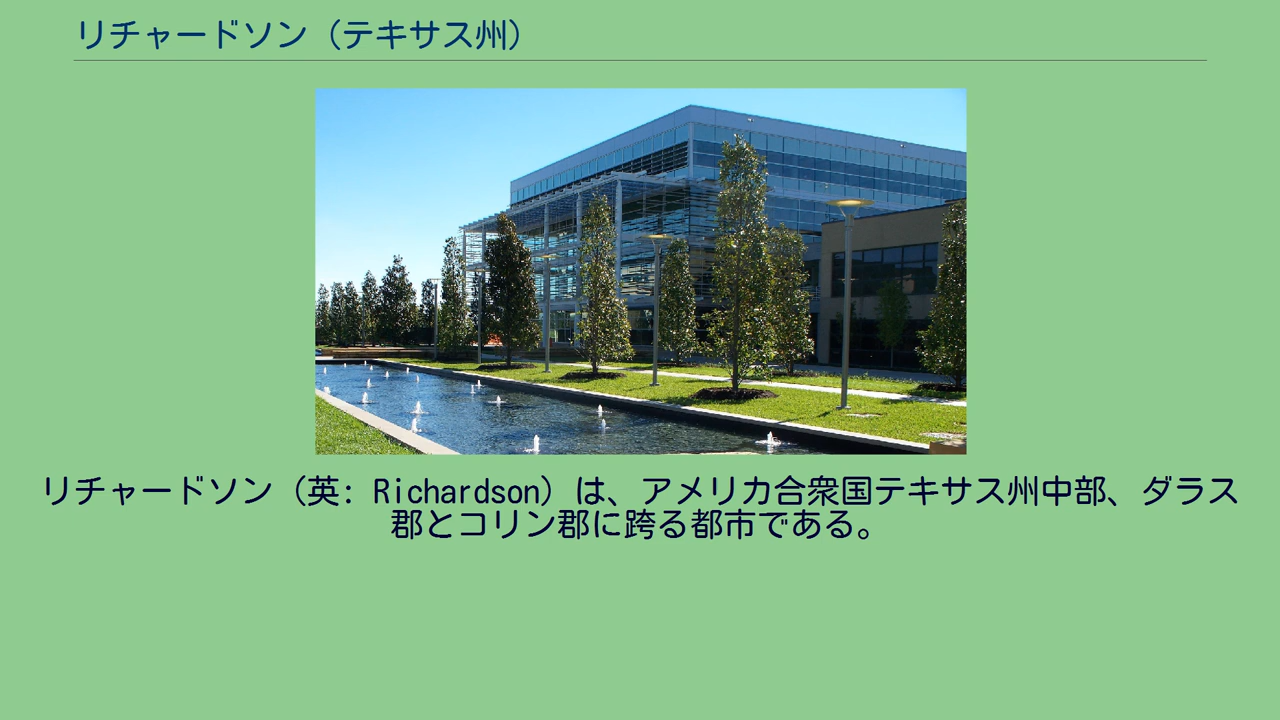 リチャードソン（テキサス州）
リチャードソン（英: Richardson）は、アメリカ合衆国テキサス州中部、ダラス
郡とコリン郡に跨る都市である。